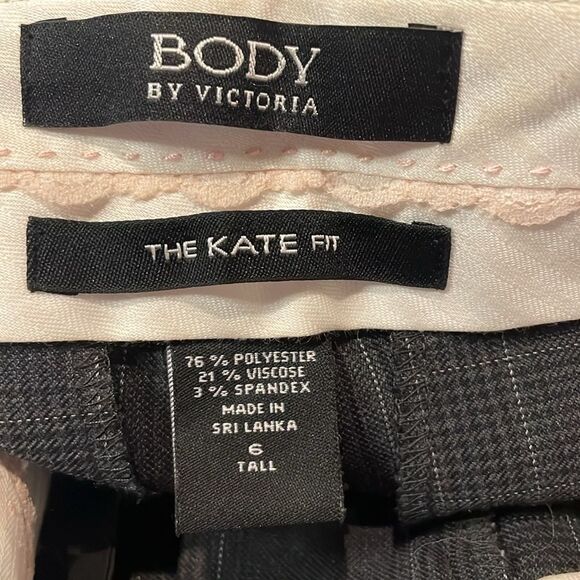 BODY
BY VICTORIA
THE KATE FIT
76 % POLYESTER
21 % VISCOSE
3 % SPANDEX
MADE IN
SRI LANKA
6
TALL